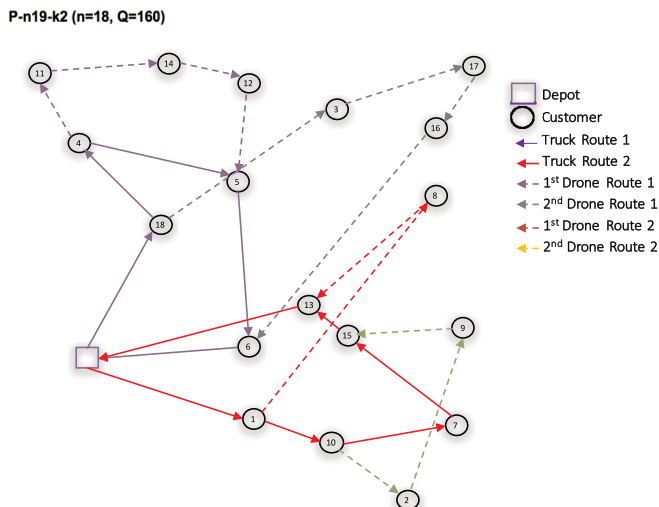 P-n19-k2 (n=18, Q=160)
17
14
11
12
3
16
4
5
8
18
13
9
15
6
1
7
10
2
Depot
Customer
Truck Route 1
Truck Route 2
1st Drone Route 1
2nd Drone Route 1
1st Drone Route 2
2nd Drone Route 2